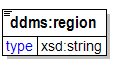 ddms:region
type xsd:string